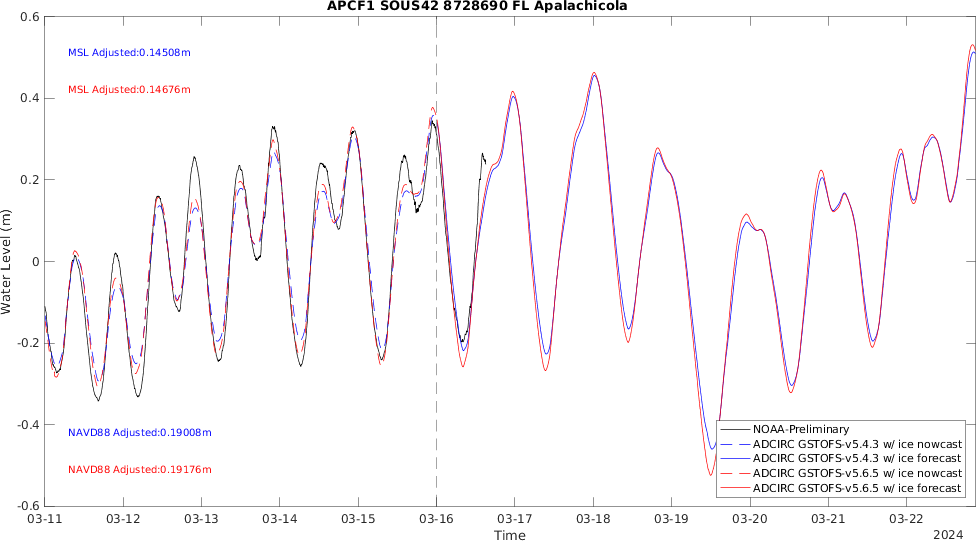 APCF1 SOUS42 8728690 FL Apalachicola
0.6
MSL Adjusted:0.14508m
MSL Adjusted:0.14676m
0.4
0.2
0
-0.2
-0.4
-0.6
Water Level (m)
NAVD88 Adjusted:0.19008m
NAVD88 Adjusted:0.19176m
NOAA-Preliminary
ADCIRC GSTOFS-v5.4.3 w/ ice nowcast
ADCIRC GSTOFS-v5.4.3 w/ ice forecast
ADCIRC GSTOFS-v5.6.5 w/ ice nowcast
ADCIRC GSTOFS-v5.6.5 w/ ice forecast
03-11 03-12 03-13 03-14 03-15 03-16 03-17 03-18 03-19 03-20 03-21 03-22
Time
2024